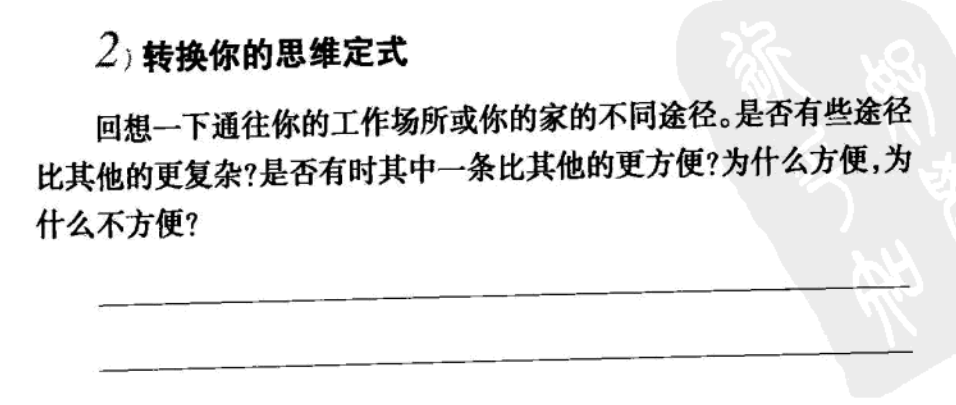 2）转换你的思维定式
回想一下通往你的工作场所或你的家的不同途径。是否有些途径
比其他的更复杂?是否有时其中一条比其他的更方便?为什么方便,为
什么不方便?